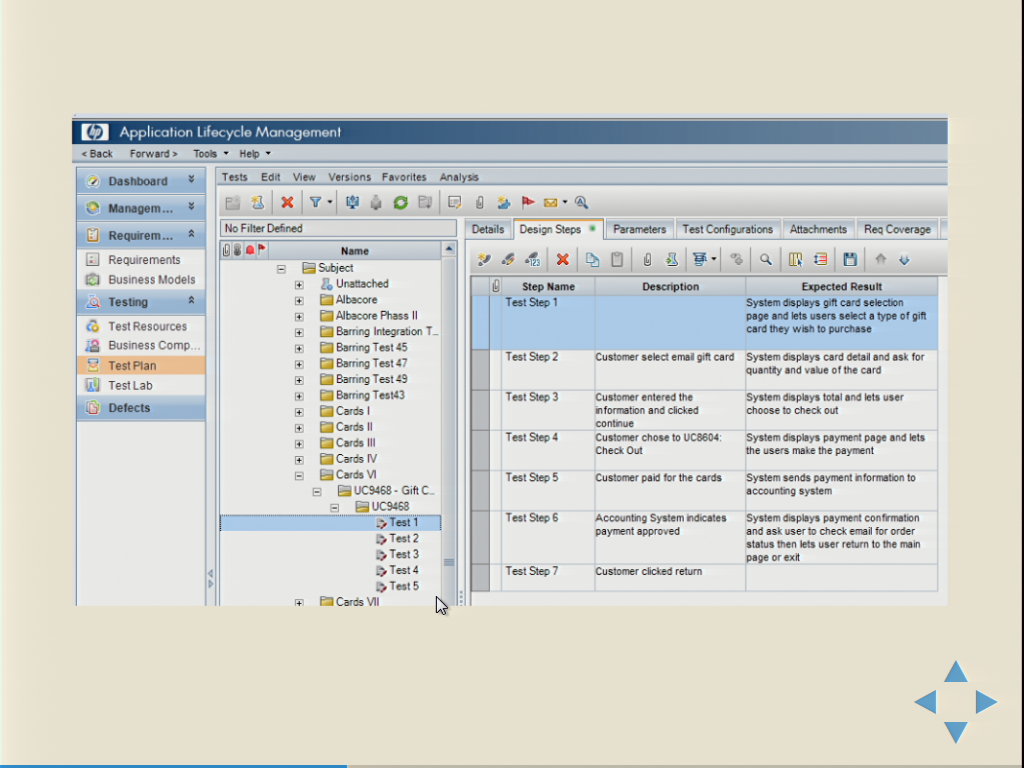 hp Application Lifecycle Management
< Back Forward > Tools Help
Dashboard
Managem...
Requirem...
Requirements
Business Models
Testing
Test Resources
Business Comp...
Test Plan
Test Lab
Defects
Tests Edit View Versions Favorites Analysis
No Filter Defined
Name
Subject
Unattached
Albacore
Albacore Phase II
Barring Integration T...
Barring Test 45
Barring Test 47
Barring Test 49
Barring Test43
Cards I
Cards II
Cards III
Cards IV
Cards VI
UC9468 - Gift C...
UC9468
Test 1
Test 2
Test 3
Test 4
Test 5
Cards VII
Details Design Steps Parameters Test Configurations Attachments Req Coverage
Step Name Description Expected Result
Test Step 1
System displays gift card selection
page and lets users select a type of gift
card they wish to purchase
Test Step 2 Customer select email gift card System displays card detail and ask for
quantity and value of the card
Test Step 3 Customer entered the System displays total and lets user
information and clicked choose to check out
continue
Test Step 4 Customer chose to UC8604: System displays payment page and lets
Check Out the users make the payment
Test Step 5 Customer paid for the cards System sends payment information to
accounting system
Test Step 6 Accounting System indicates System displays payment confirmation
payment approved and ask user to check email for order
status then lets user return to the main
page or exit
Test Step 7 Customer clicked return